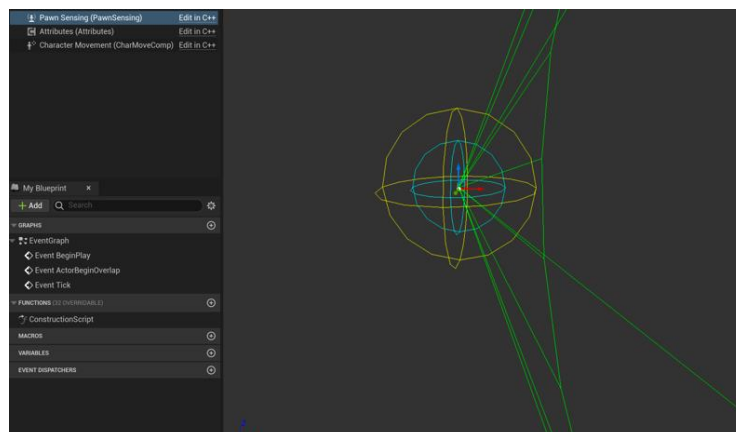 Pawn Sensing (PawnSensing) Edit in C++
Attributes (Attributes) Edit in C++
Character Movement (CharMoveComp) Edit in C++
My Blueprint ×
+ Add Search
GRAPHS
EventGraph
Event BeginPlay
Event ActorBeginOverlap
Event Tick
FUNCTIONS (32 OVERRIDABLE)
ConstructionScript
MACROS
VARIABLES
EVENT DISPATCHERS